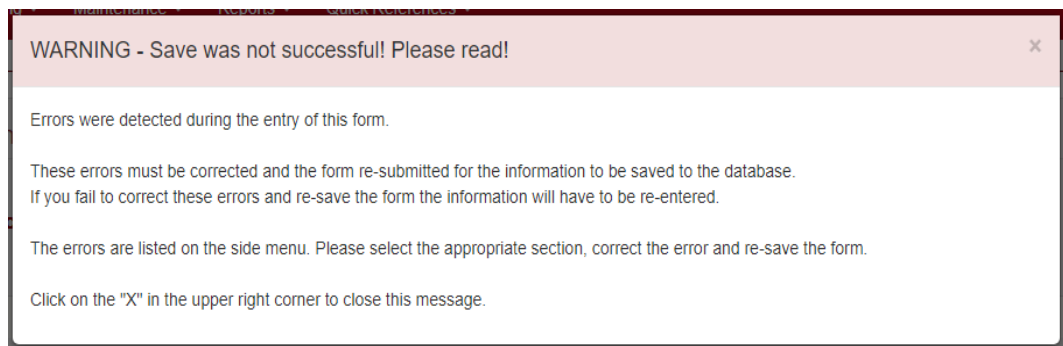 Maintenance Reports Quick References
WARNING - Save was not successful! Please read!
×
Errors were detected during the entry of this form.
These errors must be corrected and the form re-submitted for the information to be saved to the database.
If you fail to correct these errors and re-save the form the information will have to be re-entered.
The errors are listed on the side menu. Please select the appropriate section, correct the error and re-save the form.
Click on the "X" in the upper right corner to close this message.